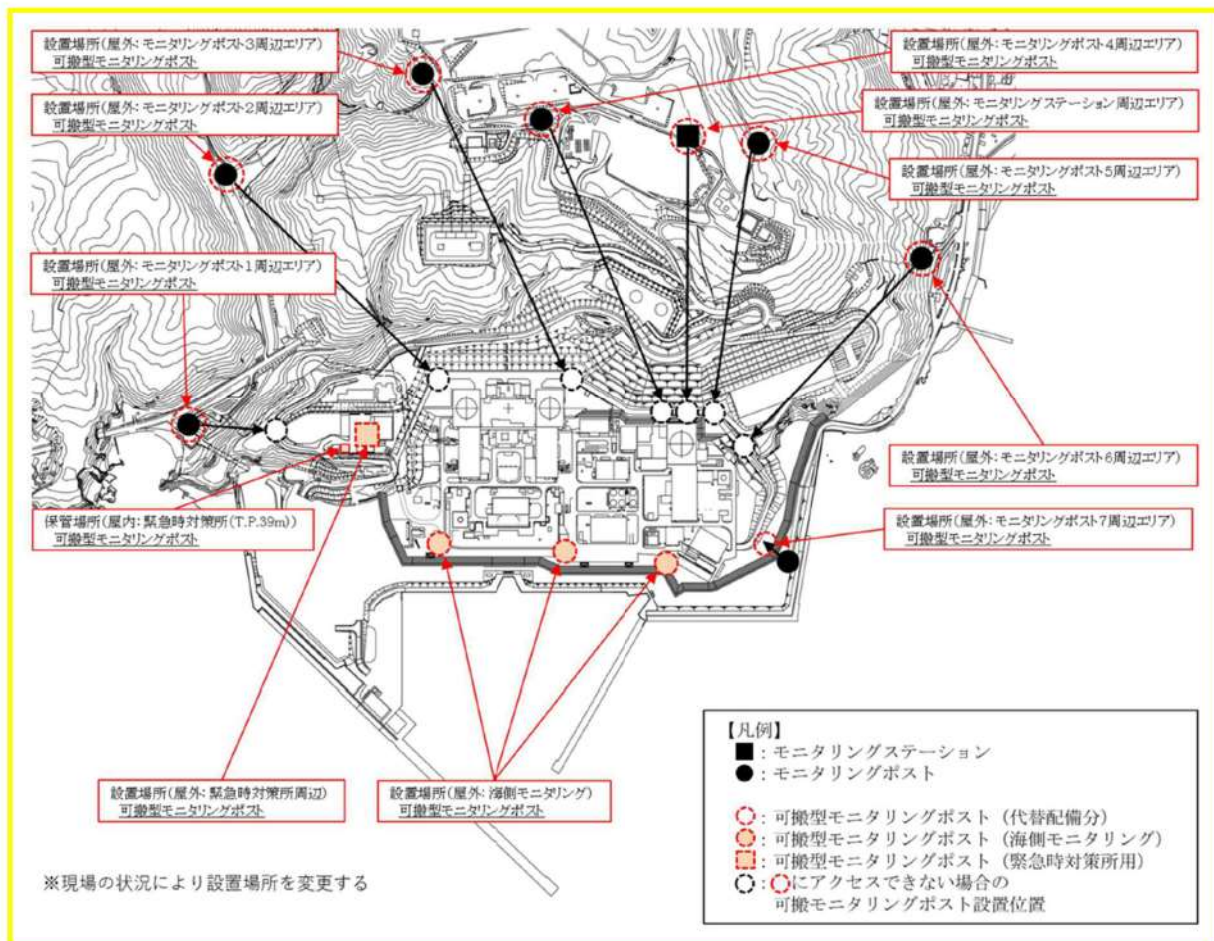 設置場所(屋外:モニタリングポスト3周辺エリア)
可搬型モニタリングポスト
設置場所(屋外:モニタリングポスト4周辺エリア)
可搬型モニタリングポスト
設置場所(屋外:モニタリングポスト2周辺エリア)
可搬型モニタリングポスト
設置場所(屋外:モニタリングステーション周辺エリア)
可搬型モニタリングポスト
設置場所(屋外:モニタリングポスト5周辺エリア)
可搬型モニタリングポスト
設置場所(屋外:モニタリングポスト1周辺エリア)
可搬型モニタリングポスト
設置場所(屋外:モニタリングポスト6周辺エリア)
可搬型モニタリングポスト
保管場所(屋内:緊急時対策所(T.P.39m))
可搬型モニタリングポスト
設置場所(屋外:モニタリングポスト7周辺エリア)
可搬型モニタリングポスト
設置場所(屋外:緊急時対策所周辺)
可搬型モニタリングポスト
設置場所(屋外:海側モニタリング)
可搬型モニタリングポスト
【凡例】
■:モニタリングステーション
●:モニタリングポスト
:可搬型モニタリングポスト(代替配備分)
:可搬型モニタリングポスト(海側モニタリング)
:可搬型モニタリングポスト(緊急時対策所用)
:◌にアクセスできない場合の
可搬モニタリングポスト設置位置
※現場の状況により設置場所を変更する